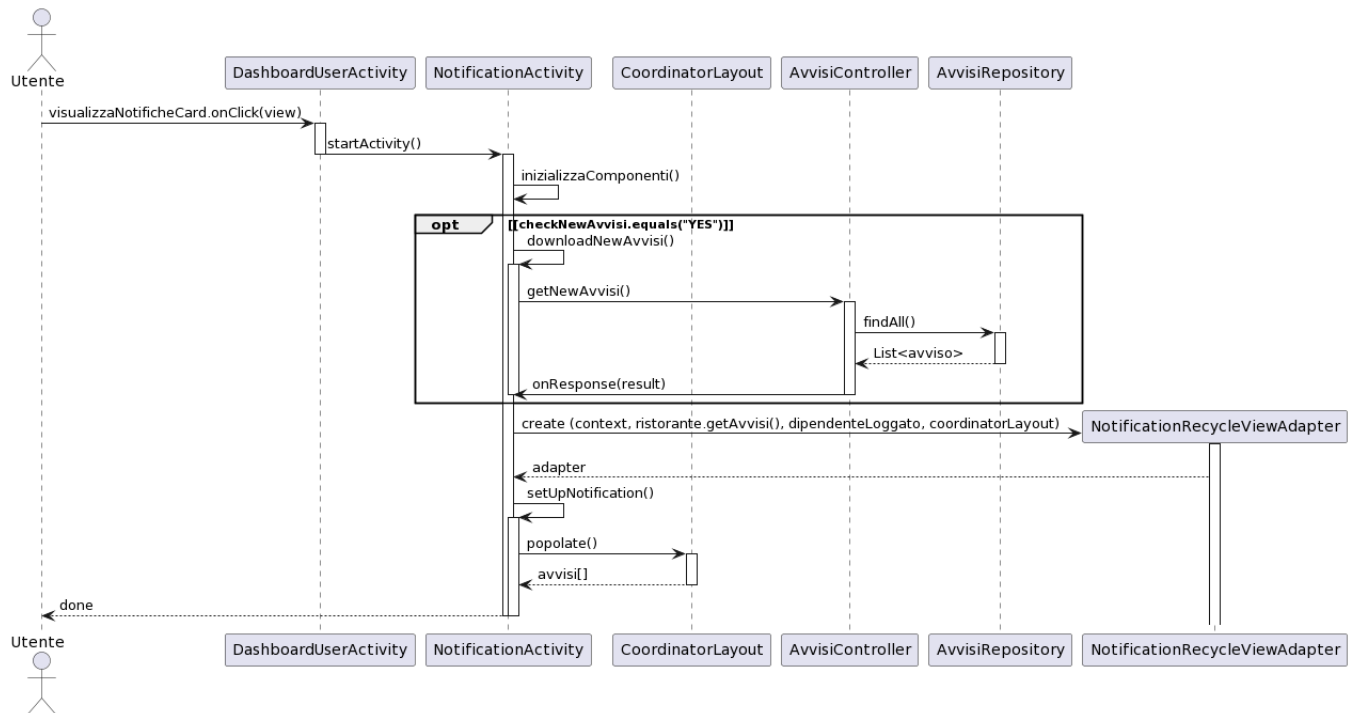 Utente
DashboardUserActivity
NotificationActivity
CoordinatorLayout
AvvisiController
AvvisiRepository
visualizzaNotificheCard.onClick(view)
startActivity()
inizializzaComponenti()
opt
[[checkNewAvvisi.equals("YES")]]
downloadNewAvvisi()
getNewAvvisi()
findAll()
List<avviso>
onResponse(result)
create (context, ristorante.getAvvisi(), dipendenteLoggato, coordinatorLayout)
NotificationRecycleViewAdapter
adapter
setUpNotification()
popolate()
avvisi[]
done
Utente
DashboardUserActivity
NotificationActivity
CoordinatorLayout
AvvisiController
AvvisiRepository
NotificationRecycleViewAdapter